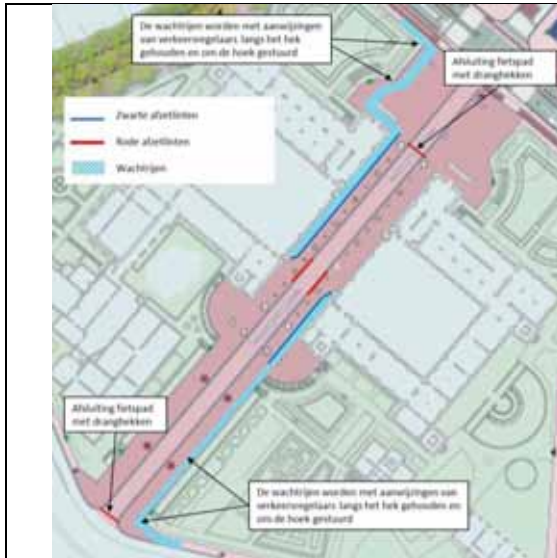 De wachtrijen worden met aanwijzingen
van verkeersregelaars langs het hek
gehouden en om de hoek gestuurd
Afsluiting fietspad
met dranghekken
Zwarte afzetlinten
Rode afzetlinten
Wachtrijen
Afsluiting fietspad
met dranghekken
De wachtrijen worden met aanwijzingen van
verkeersregelaars langs het hek gehouden en
om de hoek gestuurd